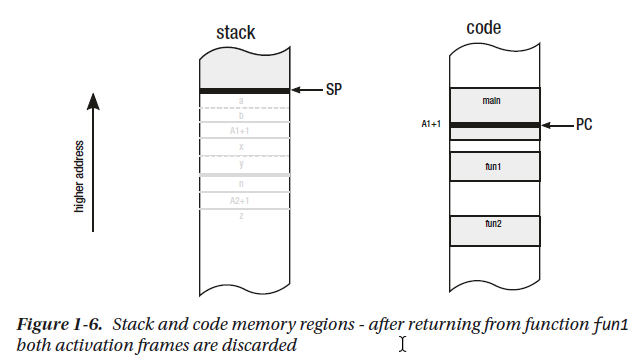 stack
code
SP
a
b
A1+1
x
y
n
A2+1
z
higher address
main
A1+1
PC
fun1
fun2
Figure 1-6. Stack and code memory regions - after returning from function fun1
both activation frames are discarded